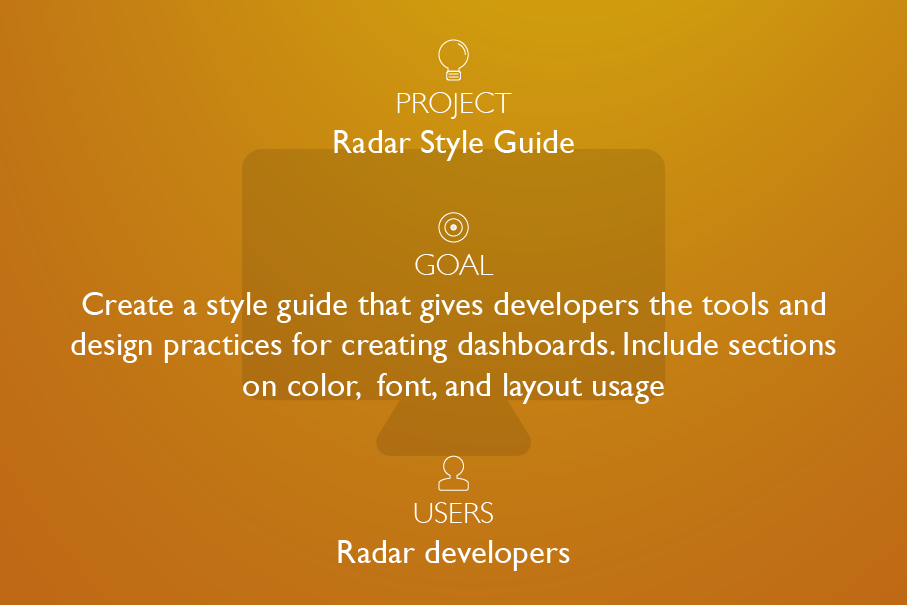 PROJECT
Radar Style Guide
GOAL
Create a style guide that gives developers the tools and
design practices for creating dashboards. Include sections
on color,  font, and layout usage
USERS
Radar developers